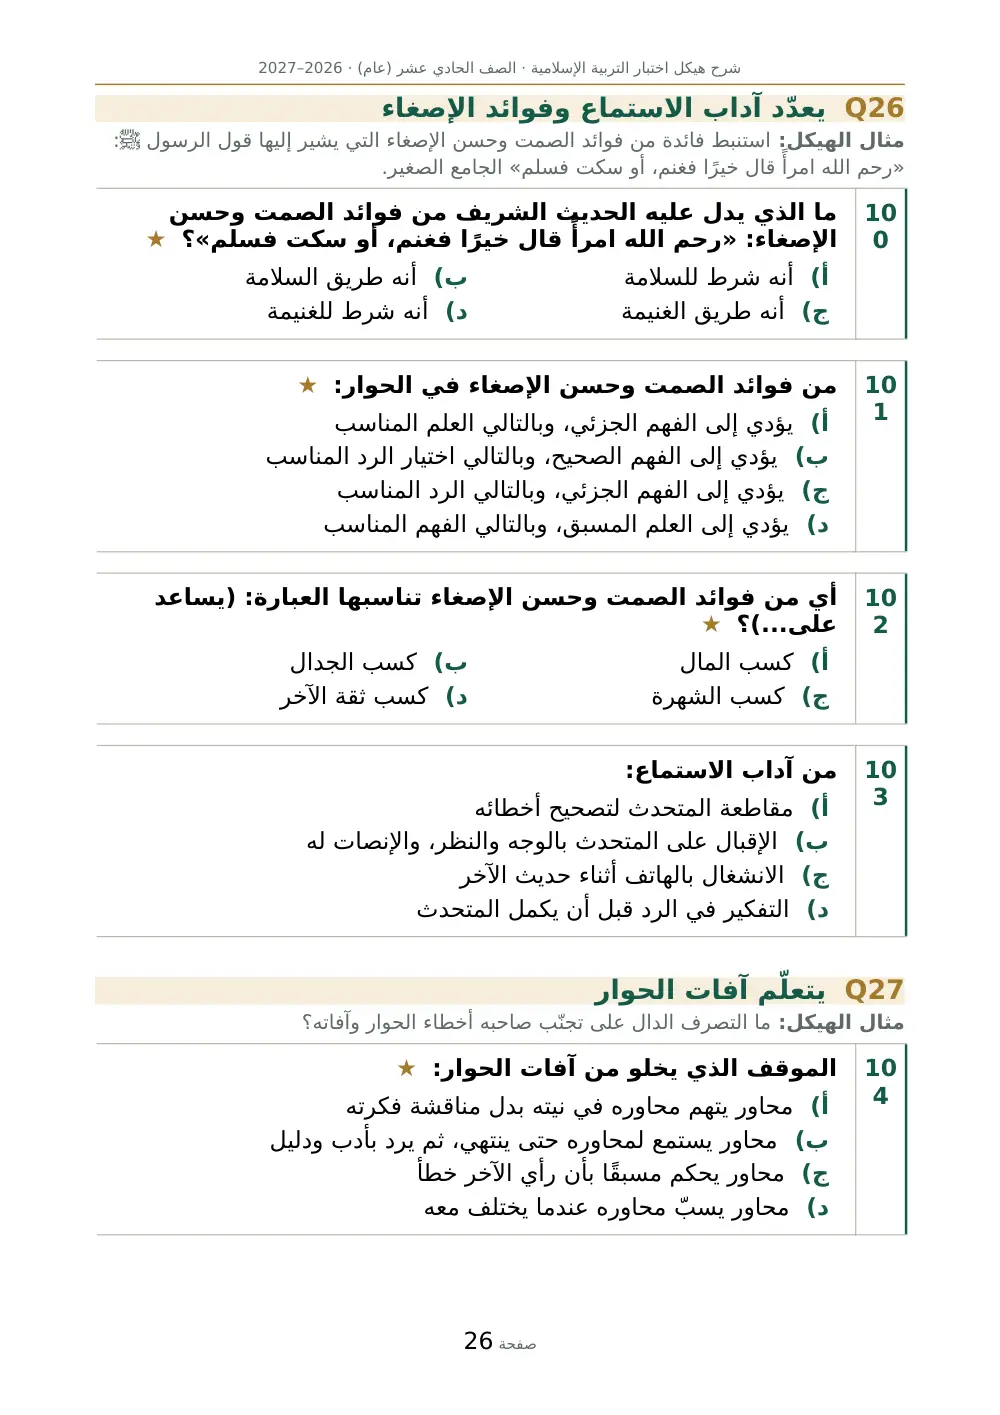 شرح هيكل اختبار التربية الإسلامية · الصف الحادي عشر (عام) · 2026–2027
Q26 يعدّد آداب الاستماع وفوائد الإصغاء
مثال الهيكل: استنبط فائدة من فوائد الصمت وحسن الإصغاء التي يشير إليها قول الرسول ﷺ:
«رحم الله امرأً قال خيرًا فغنم، أو سكت فسلم» الجامع الصغير.
100
ما الذي يدل عليه الحديث الشريف من فوائد الصمت وحسن
الإصغاء: «رحم الله امرأً قال خيرًا فغنم، أو سكت فسلم»؟ ★
أ) أنه شرط للسلامة
ب) أنه طريق السلامة
ج) أنه طريق الغنيمة
د) أنه شرط للغنيمة
101
من فوائد الصمت وحسن الإصغاء في الحوار: ★
أ) يؤدي إلى الفهم الجزئي، وبالتالي العلم المناسب
ب) يؤدي إلى الفهم الصحيح، وبالتالي اختيار الرد المناسب
ج) يؤدي إلى الفهم الجزئي، وبالتالي الرد المناسب
د) يؤدي إلى العلم المسبق، وبالتالي الفهم المناسب
102
أي من فوائد الصمت وحسن الإصغاء تناسبها العبارة: (يساعد
على...)؟ ★
أ) كسب المال
ب) كسب الجدال
ج) كسب الشهرة
د) كسب ثقة الآخر
103
من آداب الاستماع:
أ) مقاطعة المتحدث لتصحيح أخطائه
ب) الإقبال على المتحدث بالوجه والنظر، والإنصات له
ج) الانشغال بالهاتف أثناء حديث الآخر
د) التفكير في الرد قبل أن يكمل المتحدث
Q27 يتعلّم آفات الحوار
مثال الهيكل: ما التصرف الدال على تجنّب صاحبه أخطاء الحوار وآفاته؟
104
الموقف الذي يخلو من آفات الحوار: ★
أ) محاور يتهم محاوره في نيته بدل مناقشة فكرته
ب) محاور يستمع لمحاوره حتى ينتهي، ثم يرد بأدب ودليل
ج) محاور يحكم مسبقًا بأن رأي الآخر خطأ
د) محاور يسبّ محاوره عندما يختلف معه
صفحة 26